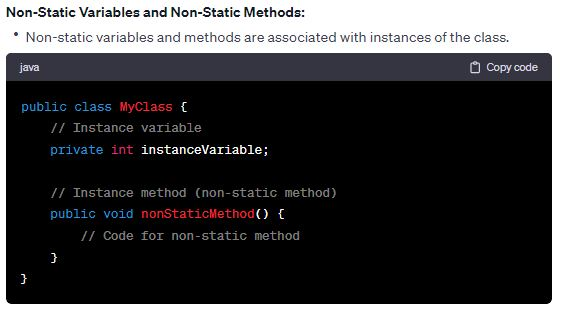 Non-Static Variables and Non-Static Methods:
• Non-static variables and methods are associated with instances of the class.
java Copy code
public class MyClass {
    // Instance variable
    private int instanceVariable;

    // Instance method (non-static method)
    public void nonStaticMethod() {
        // Code for non-static method
    }
}